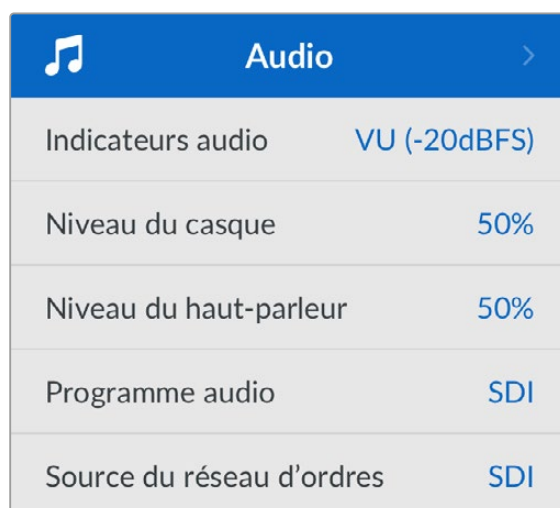 Audio
Indicateurs audio VU (-20dBFS)
Niveau du casque 50%
Niveau du haut-parleur 50%
Programme audio SDI
Source du réseau d’ordres SDI